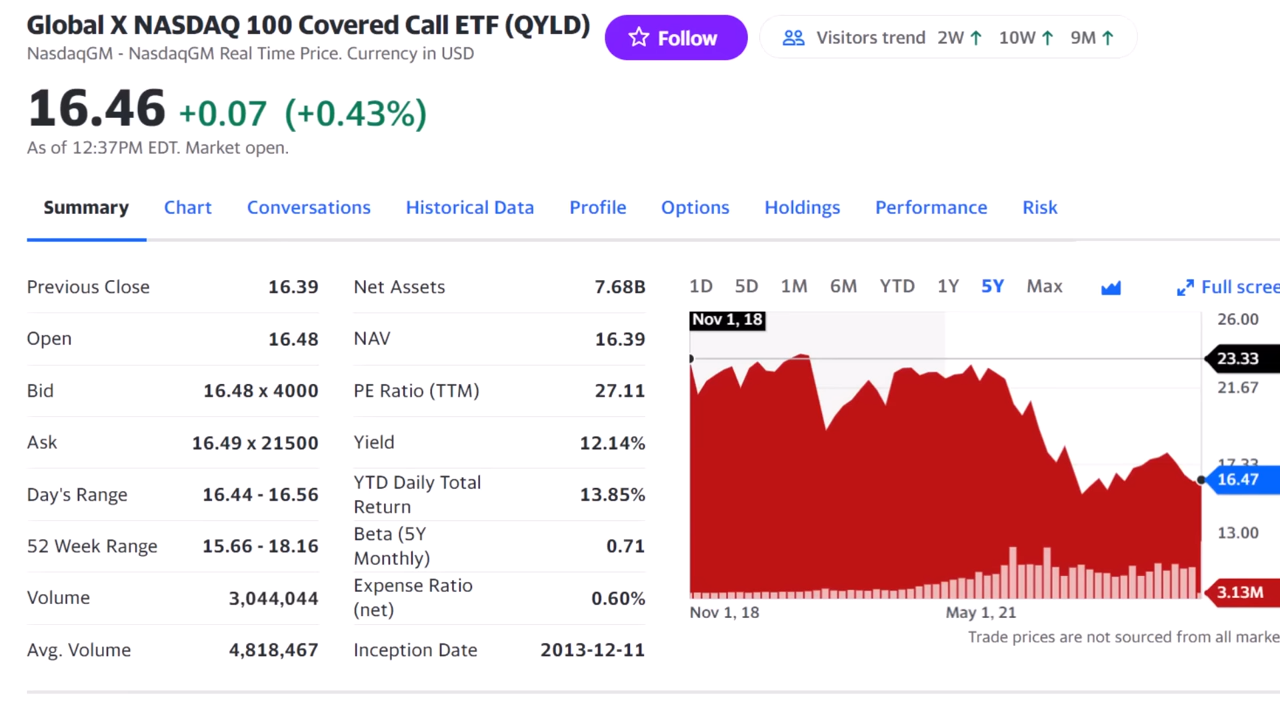 Global X NASDAQ 100 Covered Call ETF (QYLD)
Follow
Visitors trend 2W ↑ 10W ↑ 9M ↑
NasdaqGM - NasdaqGM Real Time Price. Currency in USD
16.46 +0.07 (+0.43%)
As of 12:37PM EDT. Market open.
Summary Chart Conversations Historical Data Profile Options Holdings Performance Risk
Previous Close 16.39
Open 16.48
Bid 16.48 x 4000
Ask 16.49 x 21500
Day's Range 16.44 - 16.56
52 Week Range 15.66 - 18.16
Volume 3,044,044
Avg. Volume 4,818,467
Net Assets 7.68B
NAV 16.39
PE Ratio (TTM) 27.11
Yield 12.14%
YTD Daily Total
Return 13.85%
Beta (5Y
Monthly) 0.71
Expense Ratio
(net) 0.60%
Inception Date 2013-12-11
1D 5D 1M 6M YTD 1Y 5Y Max
Full scree
Nov 1, 18
26.00
23.33
21.67
17.33
16.47
13.00
3.13M
Nov 1, 18 May 1, 21
Trade prices are not sourced from all marke